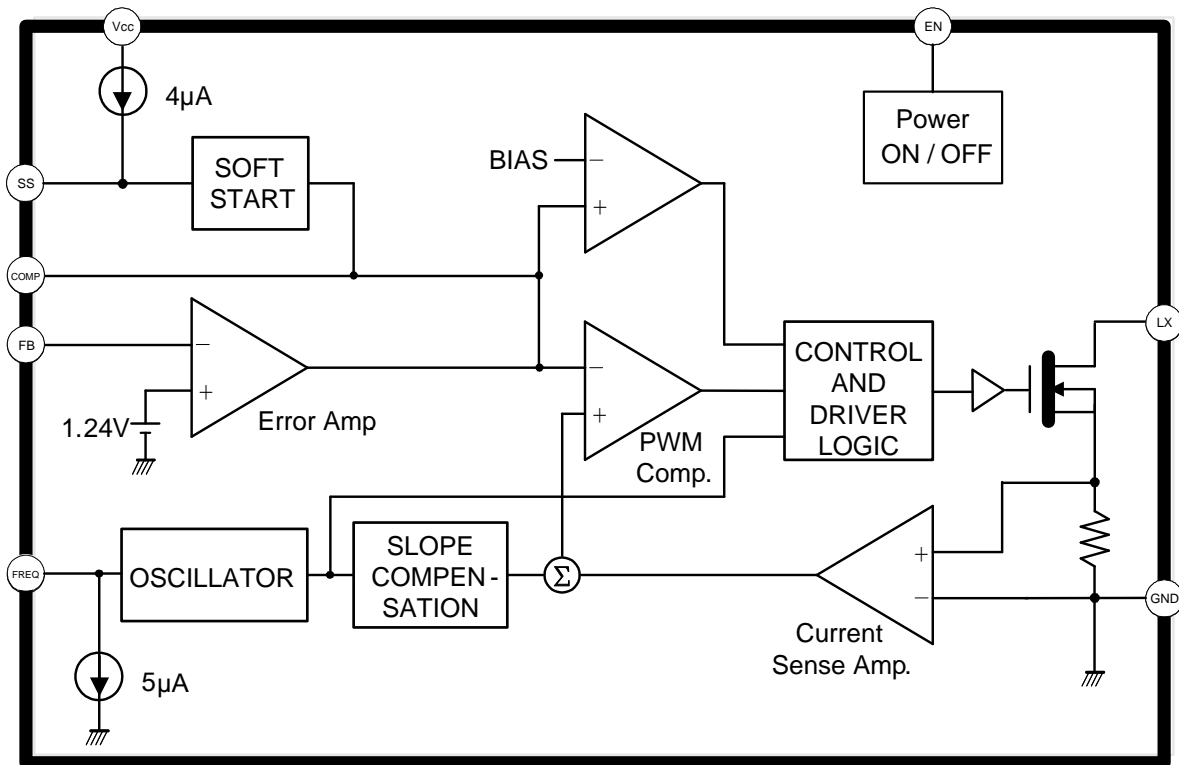 Vcc
EN
4µA
Power
ON / OFF
SOFT
START
BIAS
−
+
SS
COMP
FB
LX
−
+
1.24V
Error Amp
−
+
PWM
Comp.
CONTROL
AND
DRIVER
LOGIC
FREQ
OSCILLATOR
SLOPE
COMPEN -
SATION
Σ
+
−
Current
Sense Amp.
GND
5µA